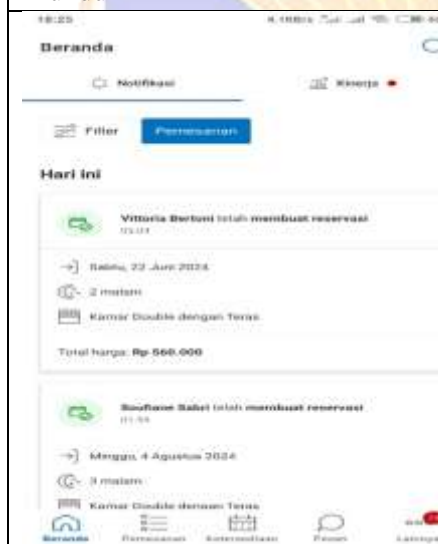 18:25
Beranda
Notifikasi
Kinerja
Filter
Pemesanan
Hari ini
Vittoria Bertoni telah membuat reservasi
Sabtu, 22 Juni 2024
2 malam
Kamar Double dengan Teras
Total harga: Rp 560.000
Soufiane Sabri telah membuat reservasi
Minggu, 4 Agustus 2024
3 malam
Kamar Double dengan Teras
Beranda
Pemesanan
Ketersediaan
Pesan
Lainnya